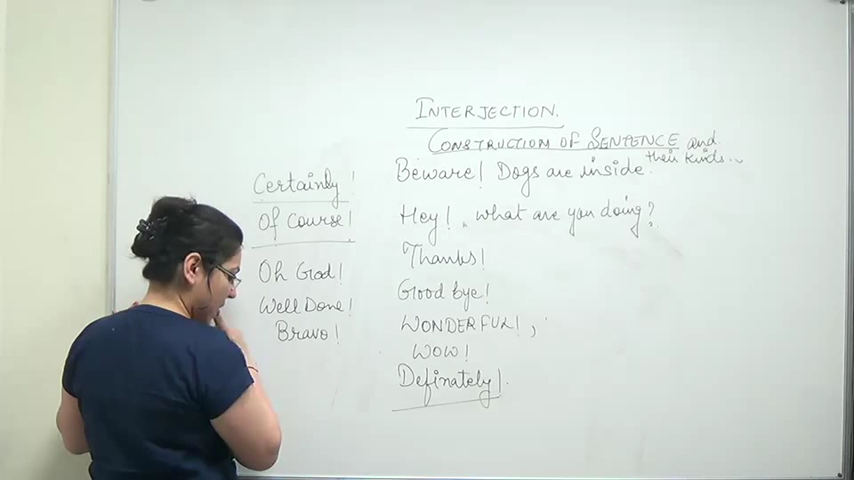 INTERJECTION.
CONSTRUCTION OF SENTENCE and
their kinds..
Certainly!
Of Course!
Oh God!
Well Done!
Bravo!
Beware! Dogs are inside.
Hey! what are you doing?
Thanks!
Good bye!
WONDERFUL! ,
WOW!
Definately!.